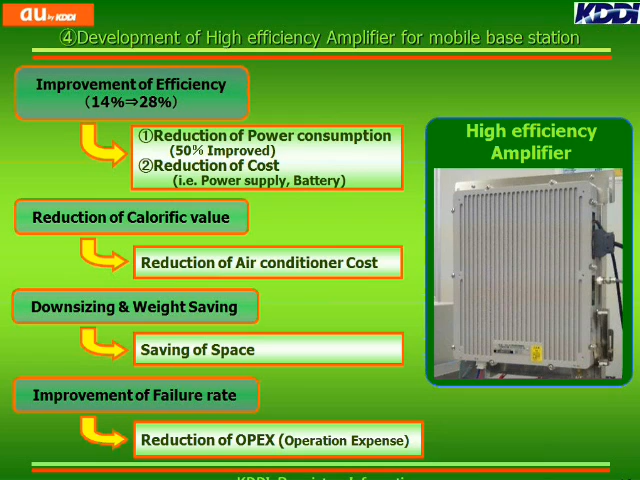 au by KDDI
KDDI
④Development of High efficiency Amplifier for mobile base station
Improvement of Efficiency
(14%⇒28%)
①Reduction of Power consumption
(50% Improved)
②Reduction of Cost
(i.e. Power supply, Battery)
Reduction of Calorific value
Reduction of Air conditioner Cost
Downsizing & Weight Saving
Saving of Space
Improvement of Failure rate
Reduction of OPEX (Operation Expense)
High efficiency
Amplifier